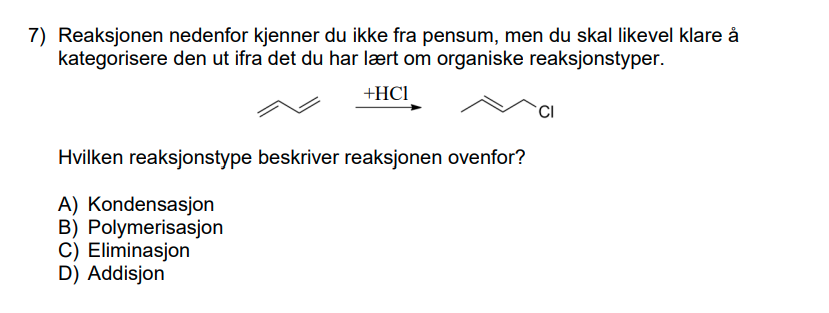 7) Reaksjonen nedenfor kjenner du ikke fra pensum, men du skal likevel klare å
kategorisere den ut ifra det du har lært om organiske reaksjonstyper.
+HCl
Cl
Hvilken reaksjonstype beskriver reaksjonen ovenfor?
A) Kondensasjon
B) Polymerisasjon
C) Eliminasjon
D) Addisjon